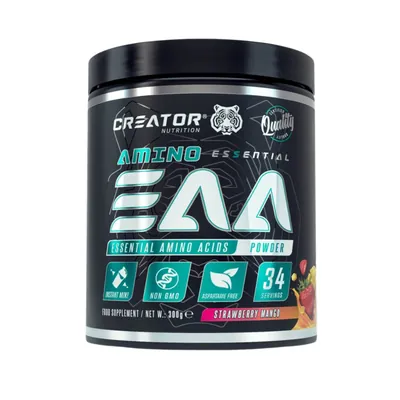 CREATOR®
NUTRITION
Quality
AMINO ESSENTIAL
EAA
ESSENTIAL AMINO ACIDS POWDER
INSTANT MIX!
NON GMO
ASPARTAME FREE
34
SERVINGS
FOOD SUPPLEMENT / NET WT.: 300g ℮
STRAWBERRY MANGO